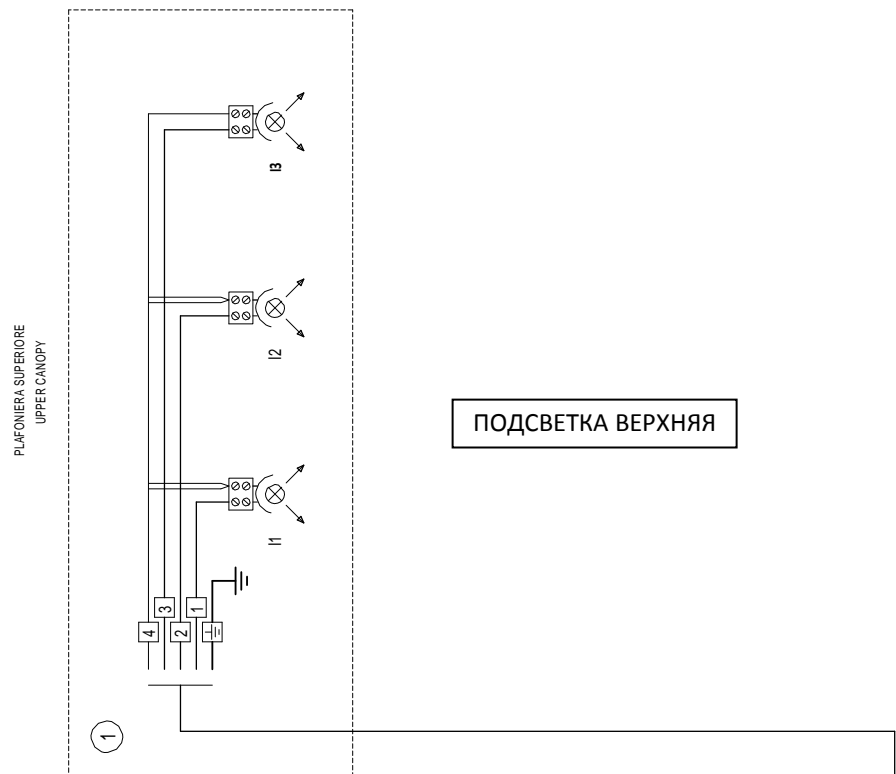 PLAFONIERA SUPERIORE
UPPER CANOPY
I3
I2
ПОДСВЕТКА ВЕРХНЯЯ
I1
3
1
4
2
1